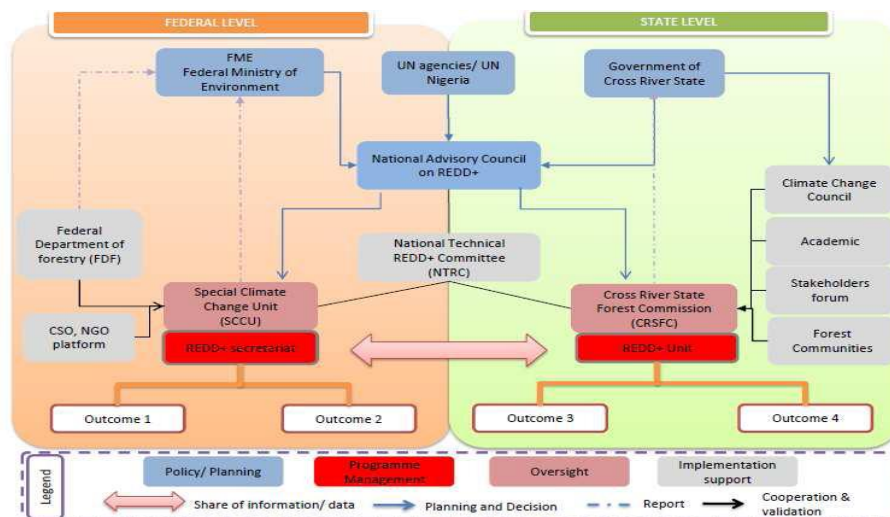 FEDERAL LEVEL
STATE LEVEL
FME
Federal Ministry of
Environment
UN agencies/ UN
Nigeria
Government of
Cross River State
National Advisory Council
on REDD+
Climate Change
Council
Federal
Department of
forestry (FDF)
National Technical
REDD+ Committee
(NTRC)
Academic
Special Climate
Change Unit
(SCCU)
Cross River State
Forest Commission
(CRSFC)
Stakeholders
forum
CSO, NGO
platform
REDD+ secretariat
REDD+ Unit
Forest
Communities
Outcome 1
Outcome 2
Outcome 3
Outcome 4
Legend
Policy/ Planning
Programme
Management
Oversight
Implementation
support
Share of information/ data
Planning and Decision
Report
Cooperation &
validation